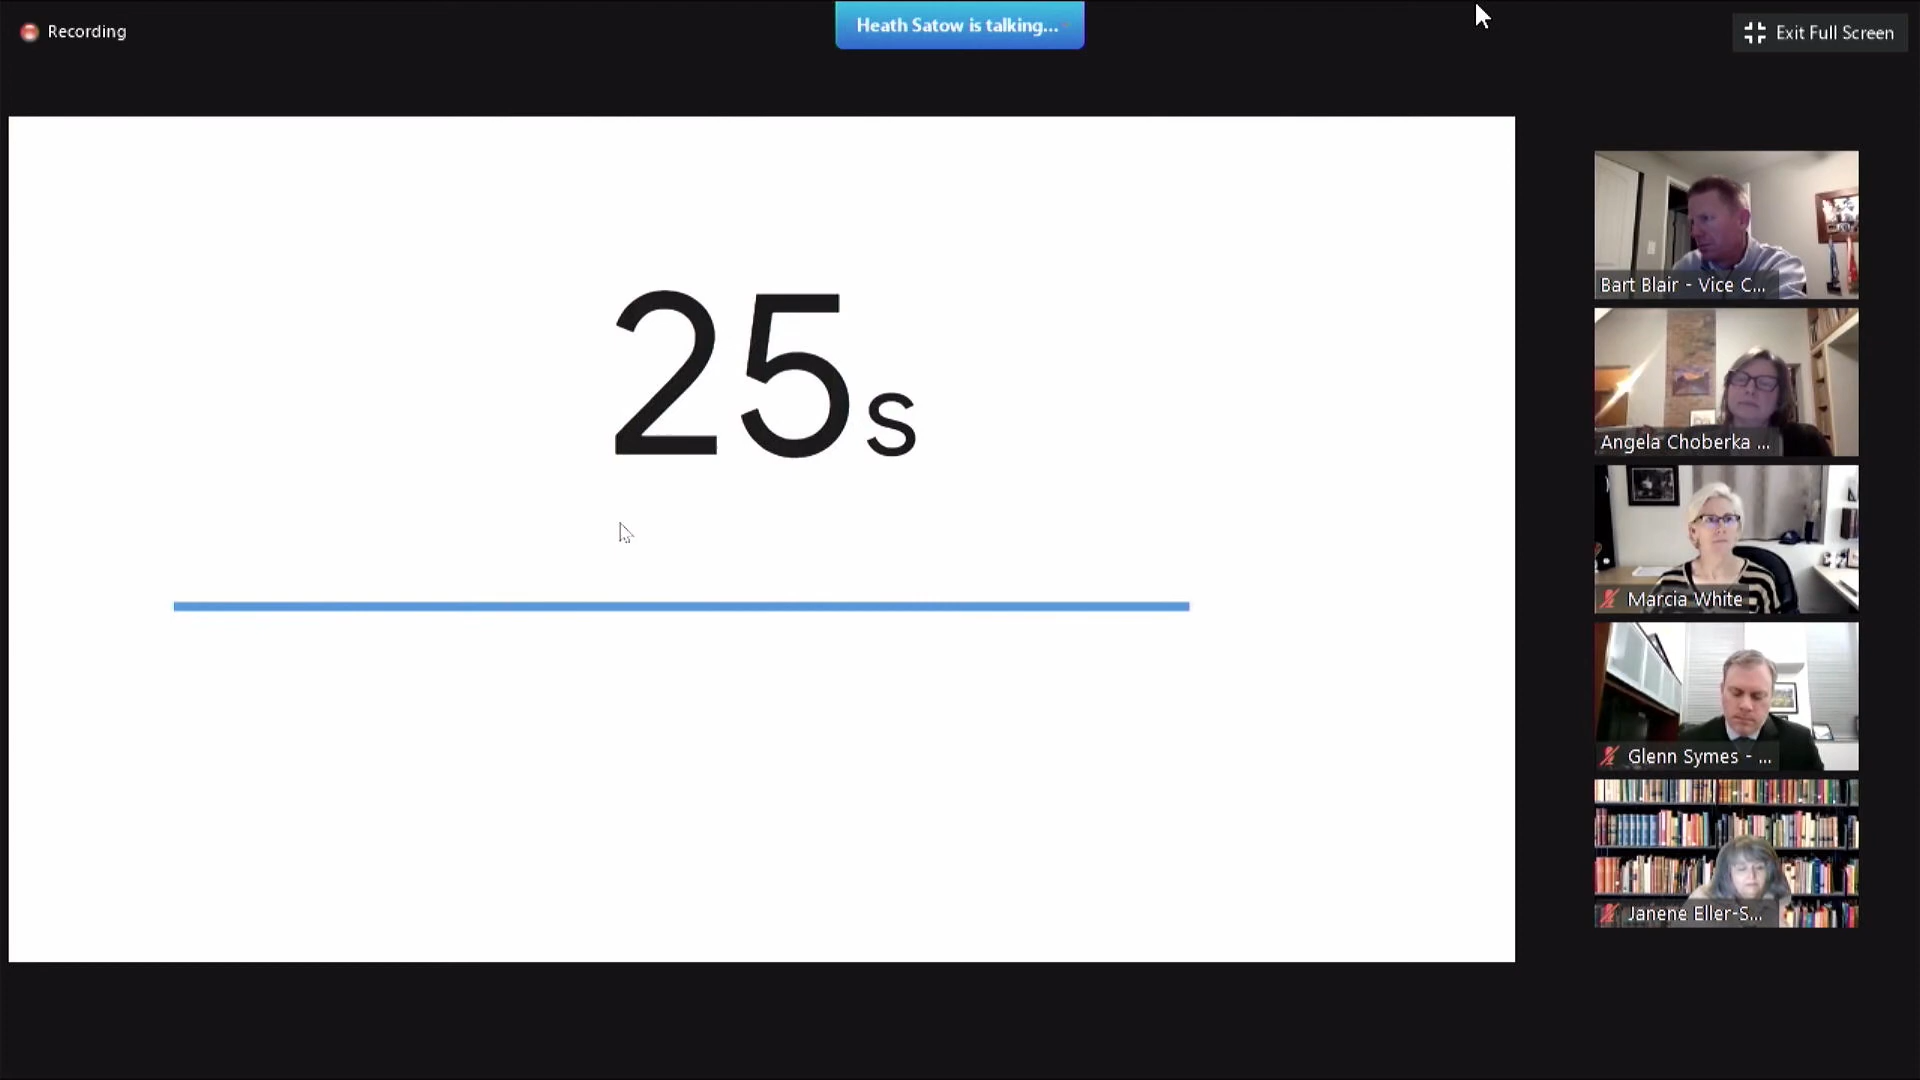 Recording
Heath Satow is talking...
Exit Full Screen
25s
Bart Blair - Vice C...
Angela Choberka ...
Marcia White
Glenn Symes - ...
Janene Eller-S...